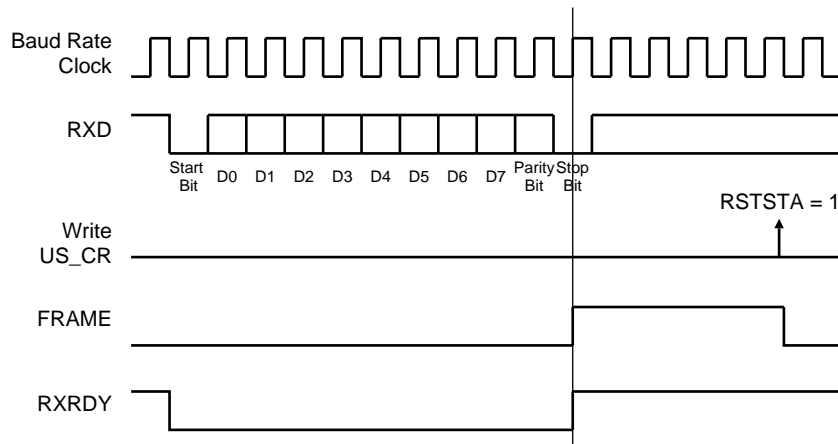 Baud Rate
Clock
RXD
Start
Bit
D0 D1 D2 D3 D4 D5 D6 D7
Parity
Bit
Stop
Bit
RSTSTA = 1
Write
US_CR
FRAME
RXRDY